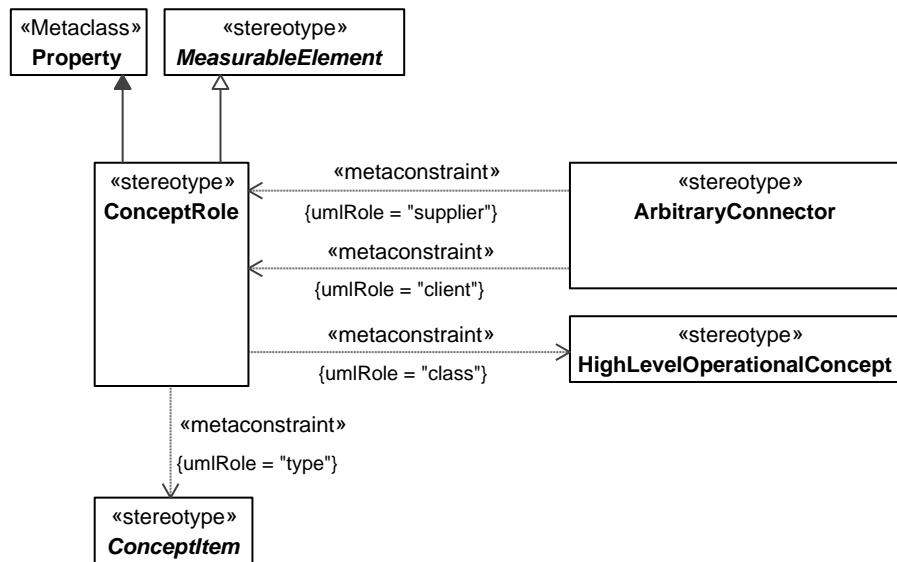 «Metaclass»
Property
«stereotype»
MeasurableElement
«stereotype»
ConceptRole
«metaconstraint»
{umlRole = "supplier"}
«metaconstraint»
{umlRole = "client"}
«stereotype»
ArbitraryConnector
«metaconstraint»
{umlRole = "class"}
«stereotype»
HighLevelOperationalConcept
«metaconstraint»
{umlRole = "type"}
«stereotype»
ConceptItem